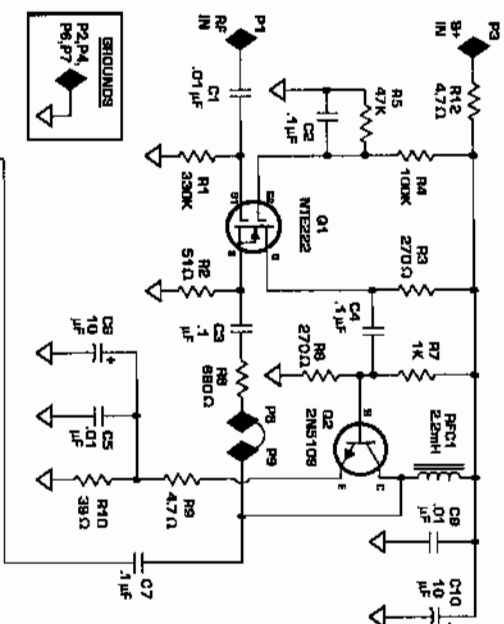 P3
B+
IN
R12
4.7Ω
R4
100K
R3
270Ω
R7
1K
RFC1
2.2mH
C8
.01
µF
C10
10
µF
R5
47K
C2
.1µF
C4
.1µF
R6
270Ω
Q2
2N5109
B
C
E
P1
RF
IN
C1
.01µF
R1
330K
G1
G2
Q1
NTE222
D
S
R2
51Ω
C3
.1
µF
R8
680Ω
P8
P9
C6
10
µF
+
C5
.01
µF
R10
39Ω
R9
4.7Ω
C7
.1µF
GROUNDS
P2,P4,
P6,P7